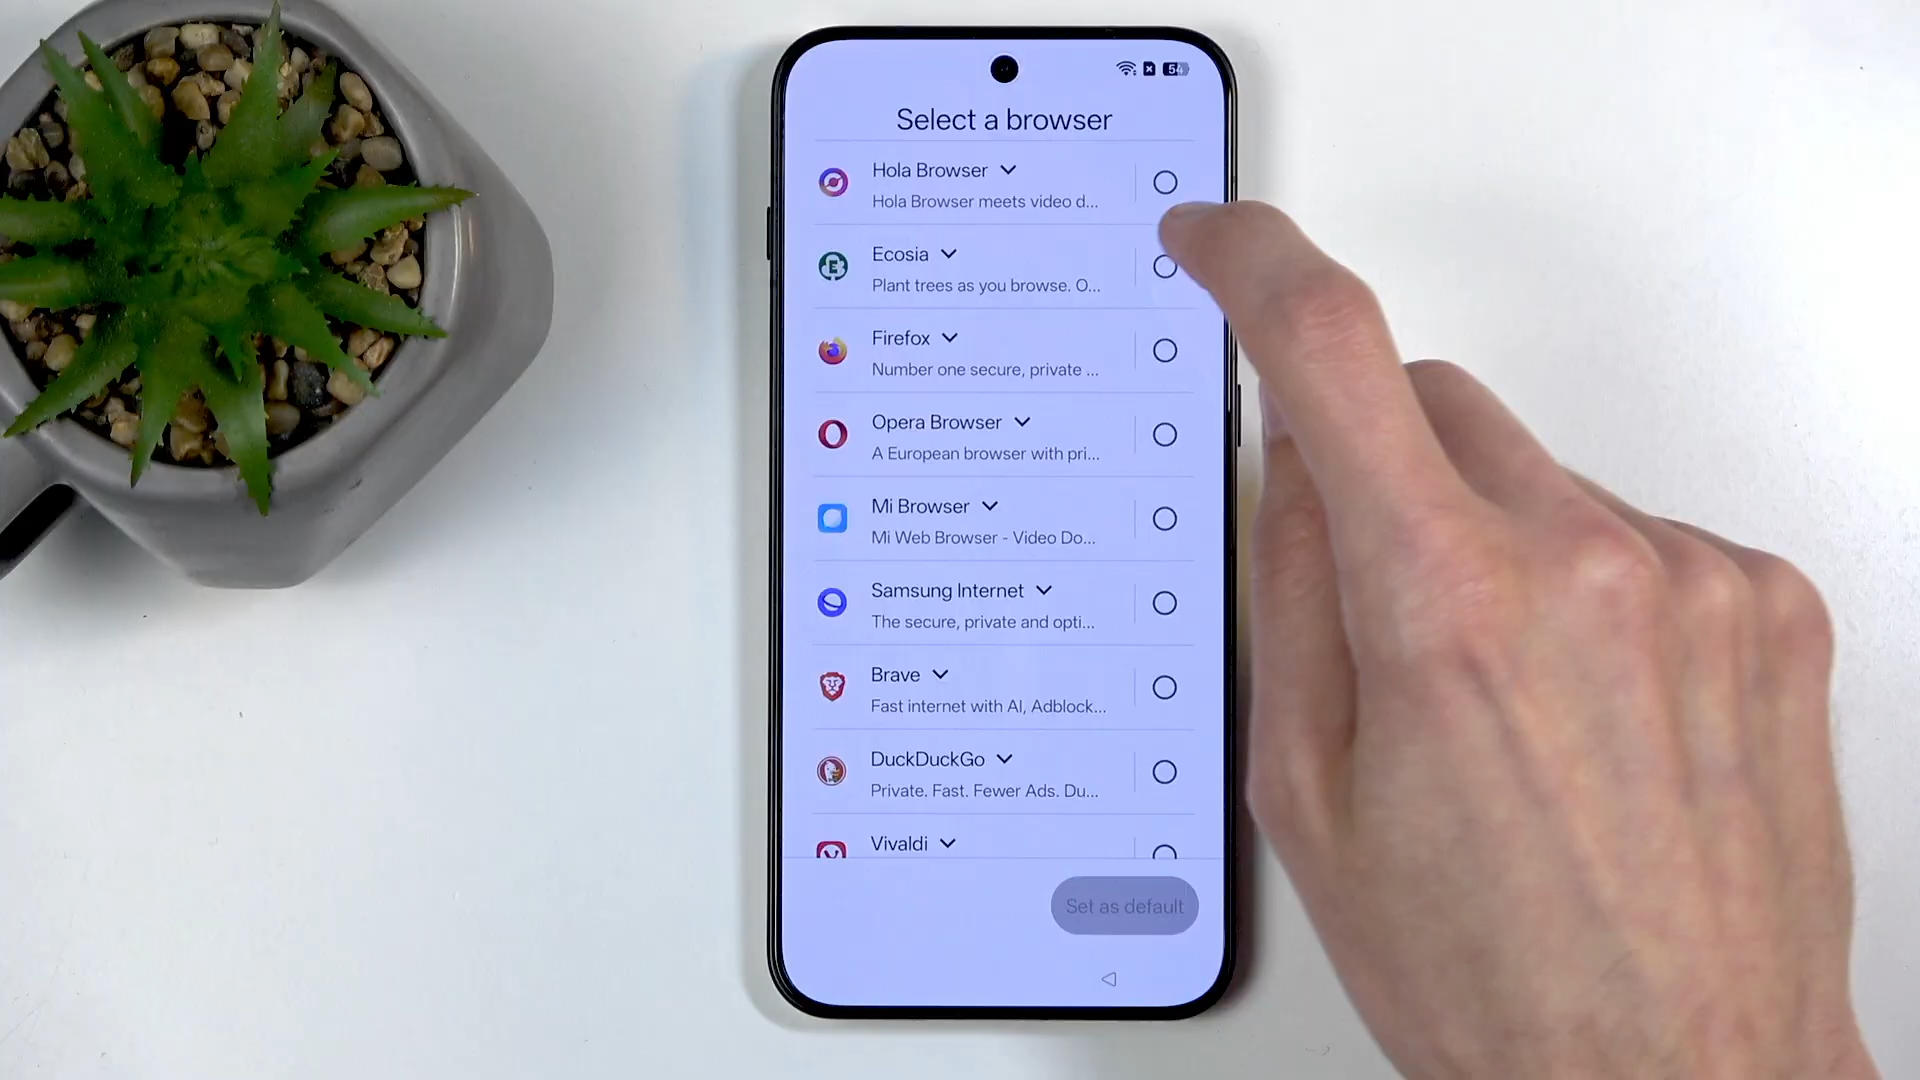 54
Select a browser
Hola Browser
Hola Browser meets video d...
Ecosia
Plant trees as you browse. O...
Firefox
Number one secure, private ...
Opera Browser
A European browser with pri...
Mi Browser
Mi Web Browser - Video Do...
Samsung Internet
The secure, private and opti...
Brave
Fast internet with AI, Adblock...
DuckDuckGo
Private. Fast. Fewer Ads. Du...
Vivaldi
Set as default